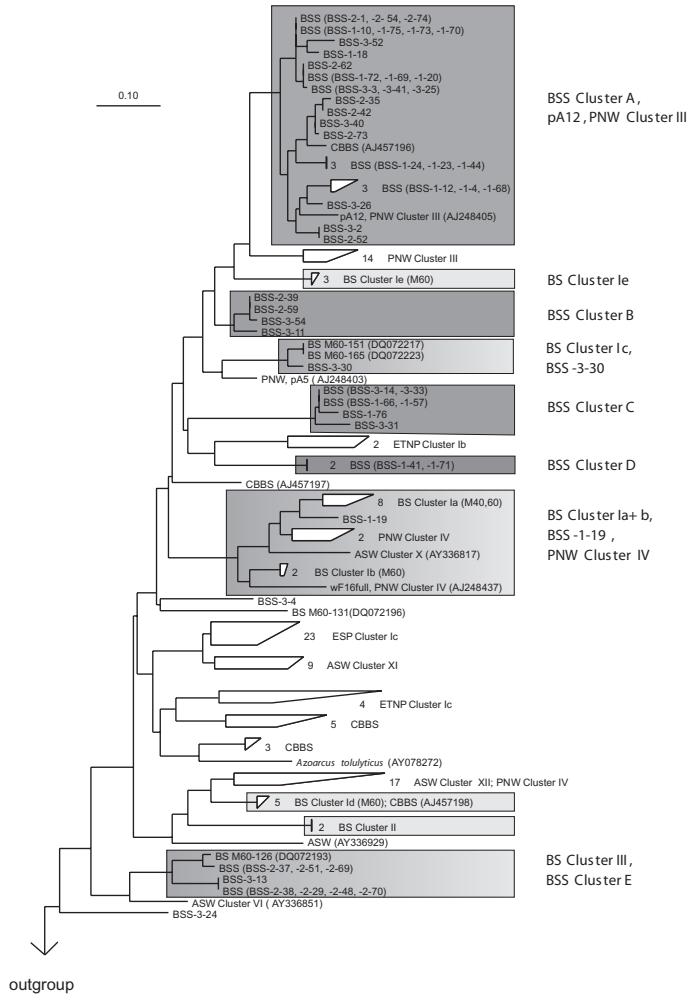 BSS (BSS-2-1, -2- 54, -2-74)
BSS (BSS-1-10, -1-75, -1-73, -1-70)
BSS-3-52
BSS-1-18
BSS-2-62
BSS (BSS-1-72, -1-69, -1-20)
BSS (BSS-3-3, -3-41, -3-25)
BSS-2-35
BSS-2-42
BSS-3-40
BSS-2-73
CBBS (AJ457196)
3 BSS (BSS-1-24, -1-23, -1-44)
3 BSS (BSS-1-12, -1-4, -1-68)
BSS-3-26
pA12, PNW Cluster III (AJ248405)
BSS-3-2
BSS-2-52
0.10
BSS Cluster A ,
pA12 , PNW Cluster III
14 PNW Cluster III
3 BS Cluster Ie (M60)
BS Cluster Ie
BSS-2-39
BSS-2-59
BSS-3-54
BSS-3-11
BSS Cluster B
BS M60-151 (DQ072217)
BS M60-165 (DQ072223)
BSS-3-30
BS Cluster Ic,
BSS -3-30
PNW, pA5 ( AJ248403)
BSS (BSS-3-14, -3-33)
BSS (BSS-1-66, -1-57)
BSS-1-76
BSS-3-31
BSS Cluster C
2 ETNP Cluster Ib
2 BSS (BSS-1-41, -1-71)
BSS Cluster D
CBBS (AJ457197)
8 BS Cluster Ia (M40,60)
BSS-1-19
2 PNW Cluster IV
ASW Cluster X (AY336817)
2 BS Cluster Ib (M60)
wF16full, PNW Cluster IV (AJ248437)
BS Cluster Ia+ b,
BSS -1-19 ,
PNW Cluster IV
BSS-3-4
BS M60-131(DQ072196)
23 ESP Cluster Ic
9 ASW Cluster XI
4 ETNP Cluster Ic
5 CBBS
3 CBBS
Azoarcus tolulyticus (AY078272)
17 ASW Cluster XII; PNW Cluster IV
5 BS Cluster Id (M60); CBBS (AJ457198)
2 BS Cluster II
ASW (AY336929)
BS M60-126 (DQ072193)
BSS (BSS-2-37, -2-51, -2-69)
BSS-3-13
BSS (BSS-2-38, -2-29, -2-48, -2-70)
BS Cluster III ,
BSS Cluster E
ASW Cluster VI ( AY336851)
BSS-3-24
outgroup